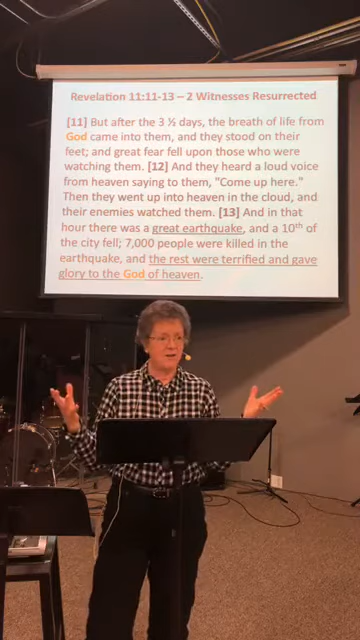 Revelation 11:11-13 – 2 Witnesses Resurrected
[11] But after the 3 ½ days, the breath of life from
God came into them, and they stood on their
feet; and great fear fell upon those who were
watching them. [12] And they heard a loud voice
from heaven saying to them, "Come up here."
Then they went up into heaven in the cloud, and
their enemies watched them. [13] And in that
hour there was a great earthquake, and a 10th of
the city fell; 7,000 people were killed in the
earthquake, and the rest were terrified and gave
glory to the God of heaven.